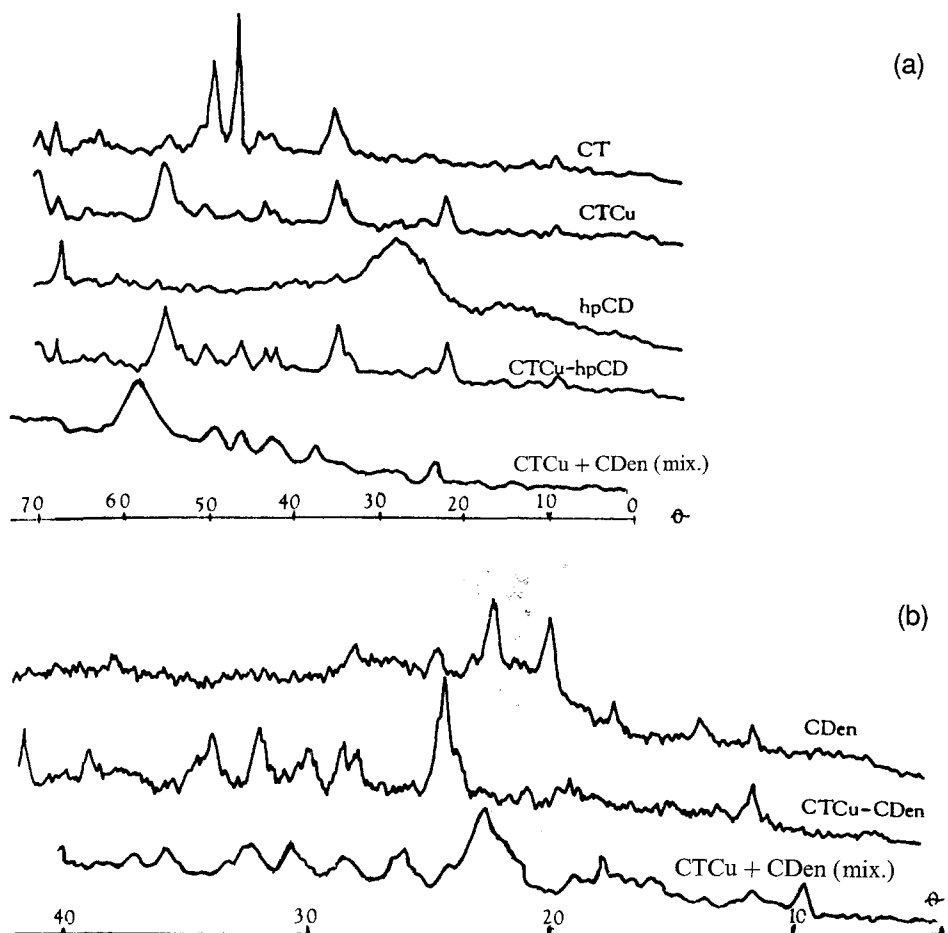 (a)
CT
CTCu
hpCD
CTCu-hpCD
CTCu + CDen (mix.)
70 60 50 40 30 20 10 0 θ
(b)
CDen
CTCu-CDen
CTCu + CDen (mix.)
40 30 20 10 θ